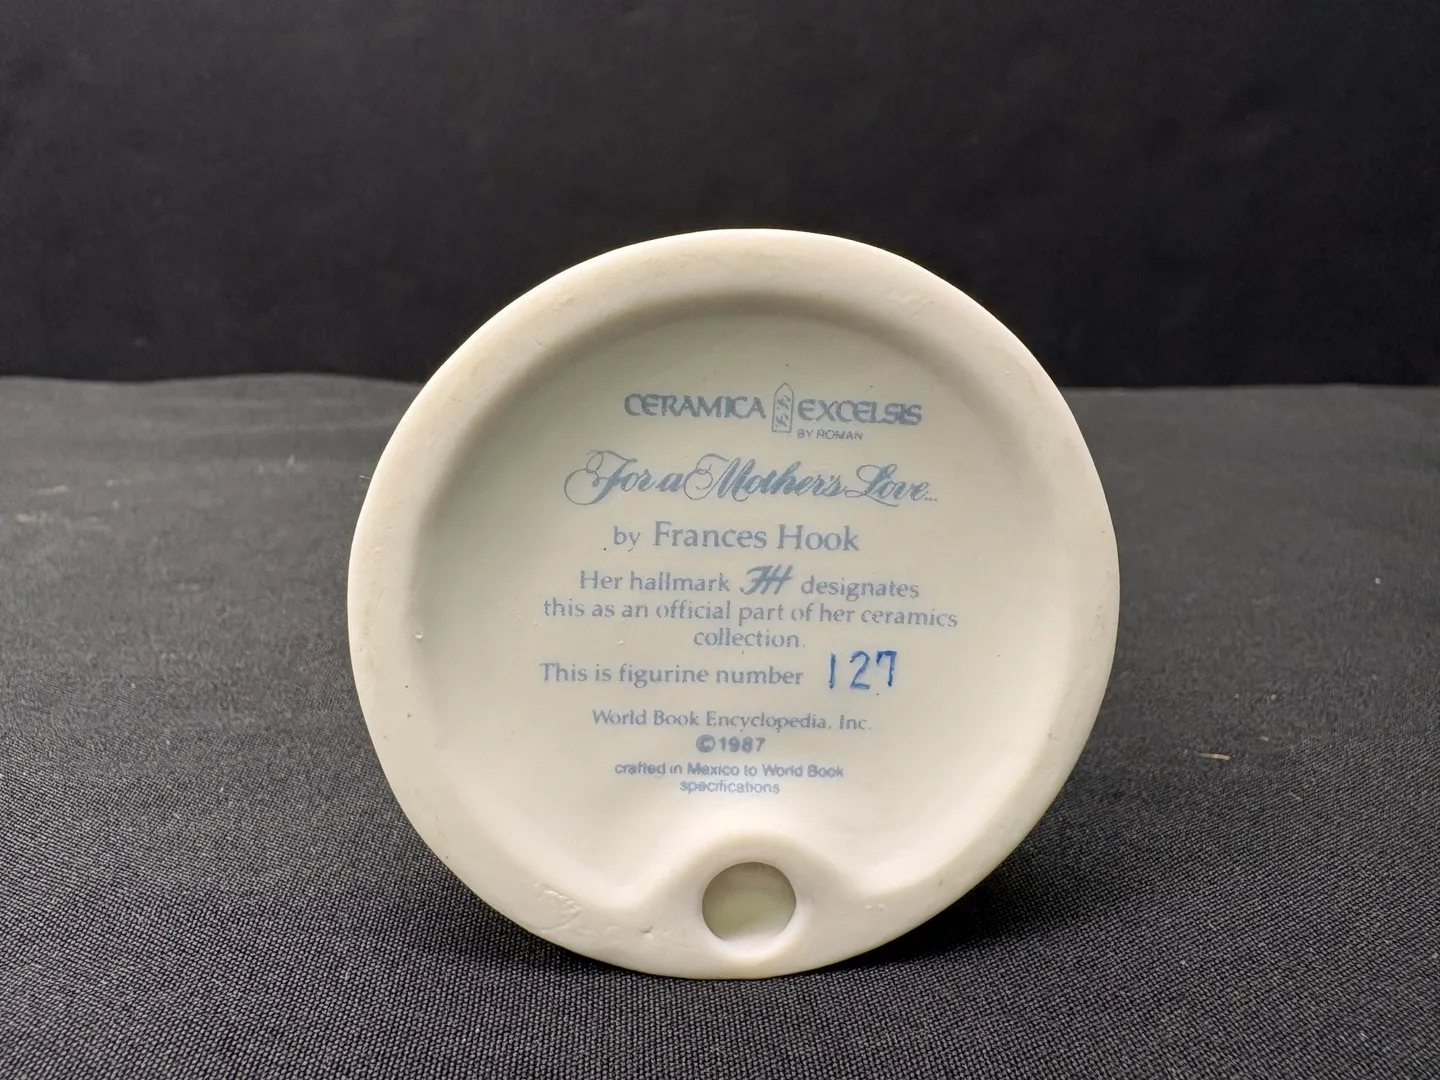 CERAMICA EXCELSIS
BY ROMAN
For a Mother's Love...
by Frances Hook
Her hallmark FH designates
this as an official part of her ceramics
collection.
This is figurine number 127
World Book Encyclopedia, Inc.
©1987
crafted in Mexico to World Book
specifications